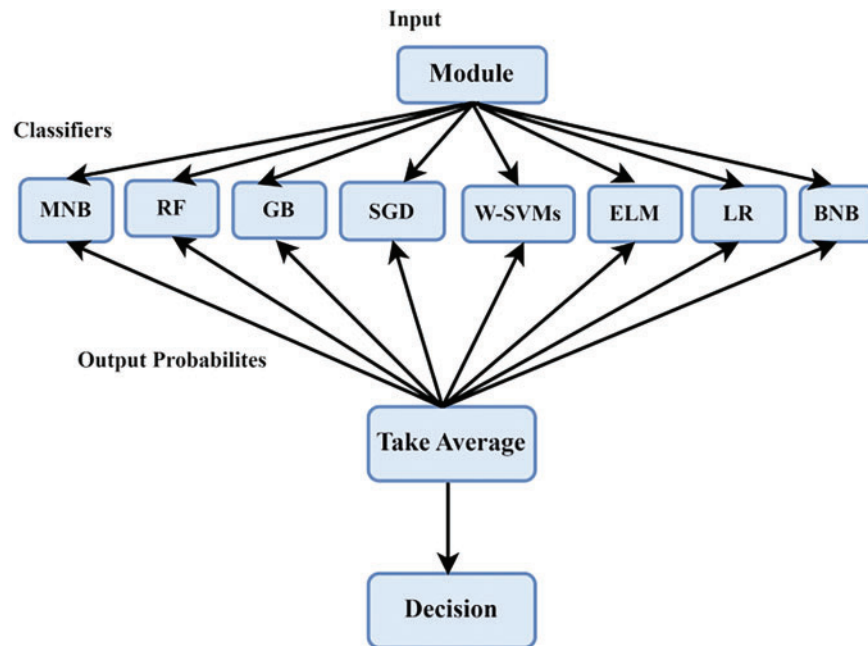 Input
Module
Classifiers
MNB
RF
GB
SGD
W-SVMs
ELM
LR
BNB
Output Probabilites
Take Average
Decision